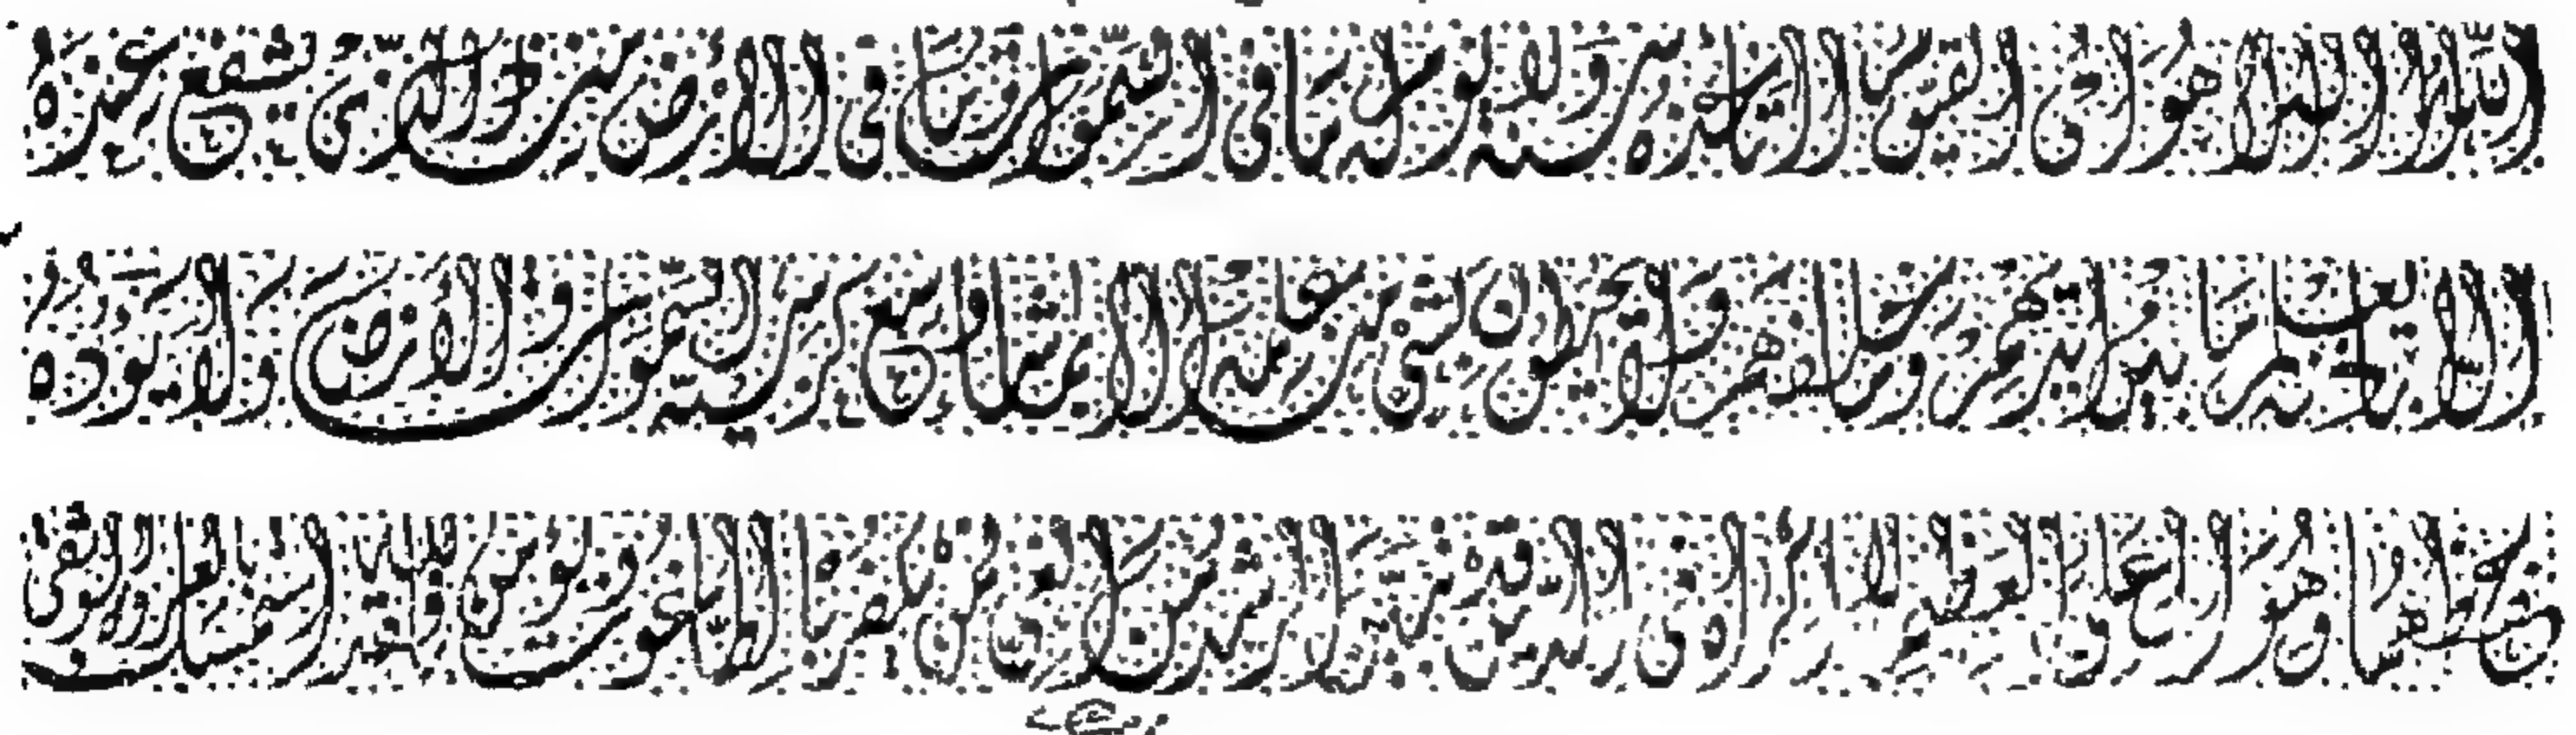 الله لا إله إلا هو الحي القيوم لا تأخذه سنة ولا نوم له ما في السموات وما في الأرض من ذا الذي يشفع عنده
إلا بإذنه يعلم ما بين أيديهم وما خلفهم ولا يحيطون بشيء من علمه إلا بما شاء وسع كرسيه السموات والأرض ولا يؤده
حفظهما وهو العلي العظيم لا إكراه في الدين قد تبين الرشد من الغي فمن يكفر بالطاغوت ويؤمن بالله فقد استمسك بالعروة الوثقى